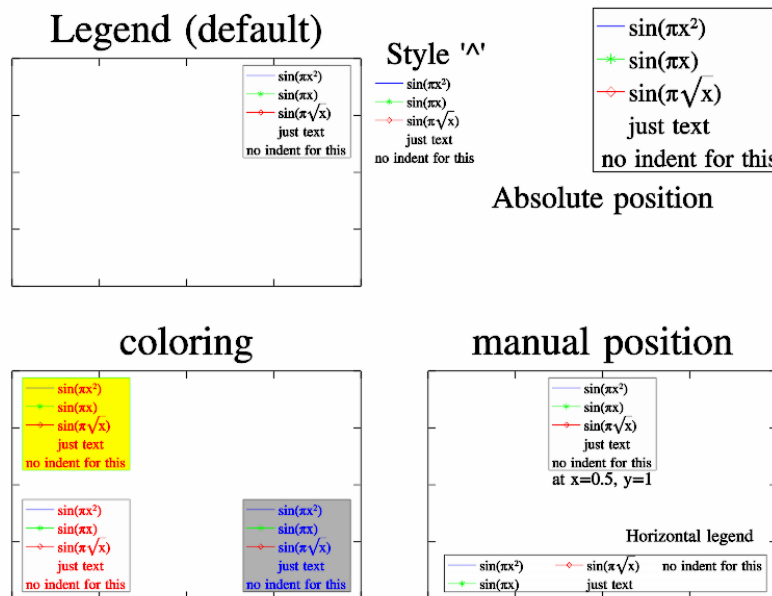 Legend (default)
sin(πx²)
sin(πx)
sin(π√x)
just text
no indent for this
Style '^'
sin(πx²)
sin(πx)
sin(π√x)
just text
no indent for this
sin(πx²)
sin(πx)
sin(π√x)
just text
no indent for this
Absolute position
coloring
sin(πx²)
sin(πx)
sin(π√x)
just text
no indent for this
sin(πx²)
sin(πx)
sin(π√x)
just text
no indent for this
sin(πx²)
sin(πx)
sin(π√x)
just text
no indent for this
manual position
sin(πx²)
sin(πx)
sin(π√x)
just text
no indent for this
at x=0.5, y=1
Horizontal legend
sin(πx²) sin(π√x) no indent for this
sin(πx) just text